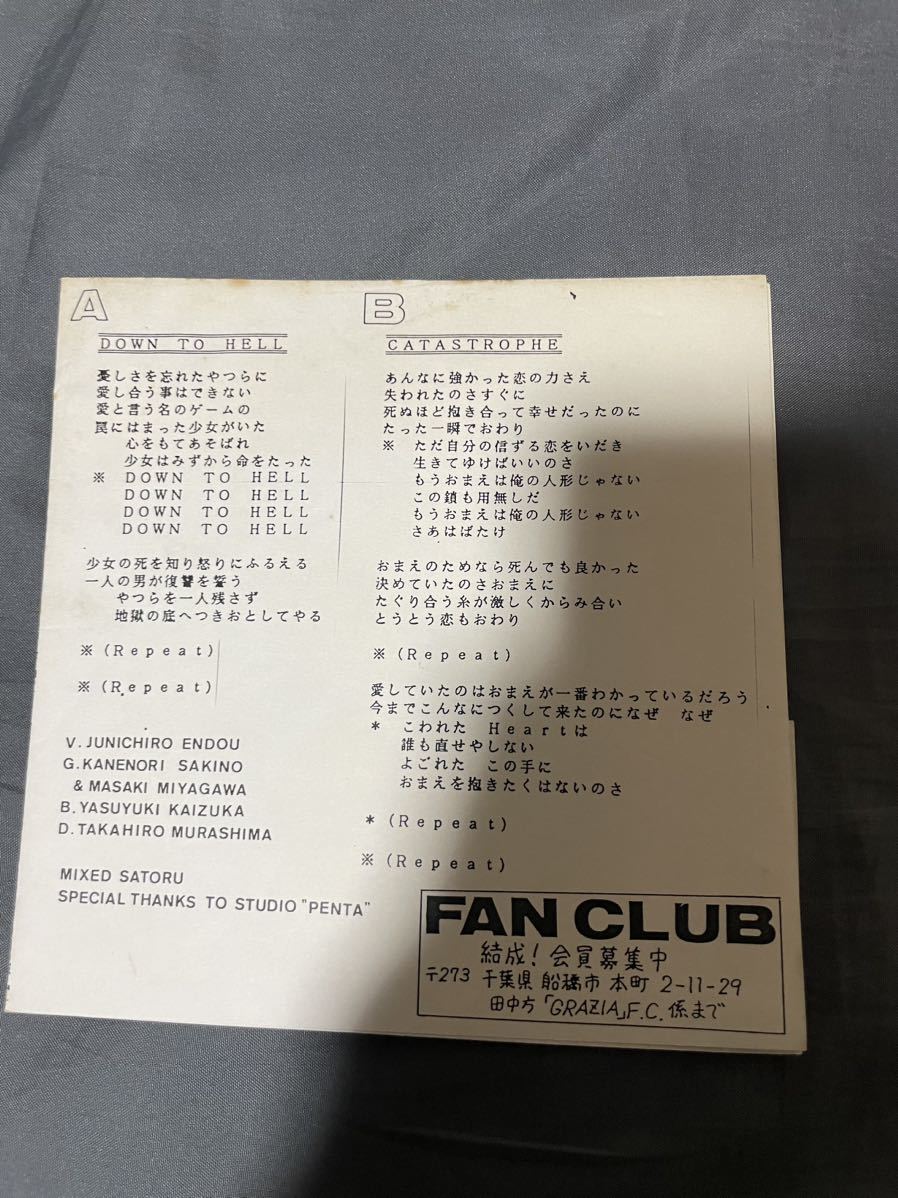 A
DOWN TO HELL
憂しさを忘れたやつらに
愛し合う事はできない
愛と言う名のゲームの
罠にはまった少女がいた
心をもてあそばれ
少女はみずから命をたった
※ DOWN TO HELL
DOWN TO HELL
DOWN TO HELL
DOWN TO HELL
少女の死を知り怒りにふるえる
一人の男が復讐を誓う
やつらを一人残さず
地獄の底へつきおとしてやる
※(Repeat)
※(Repeat)
V. JUNICHIRO ENDOU
G. KANENORI SAKINO
& MASAKI MIYAGAWA
B. YASUYUKI KAIZUKA
D. TAKAHIRO MURASHIMA
MIXED SATORU
SPECIAL THANKS TO STUDIO "PENTA"
B
CATASTROPHE
あんなに強かった恋の力さえ
失われたのさすぐに
死ぬほど抱き合って幸せだったのに
たった一瞬でおわり
※ ただ自分の信ずる恋をいだき
生きてゆけばいいのさ
もうおまえは俺の人形じゃない
この鎖も用無しだ
もうおまえは俺の人形じゃない
さあはばたけ
おまえのためなら死んでも良かった
決めていたのさおまえに
たぐり合う糸が激しくからみ合い
とうとう恋もおわり
※(Repeat)
愛していたのはおまえが一番わかっているだろう
今までこんなにつくして来たのになぜ なぜ
* こわれた Heartは
誰も直せやしない
よごれた この手に
おまえを抱きたくはないのさ
*(Repeat)
※(Repeat)
FAN CLUB
結成! 会員募集中
〒273 千葉県 船橋市 本町 2-11-29
田中方「GRAZIA」F.C. 係まで